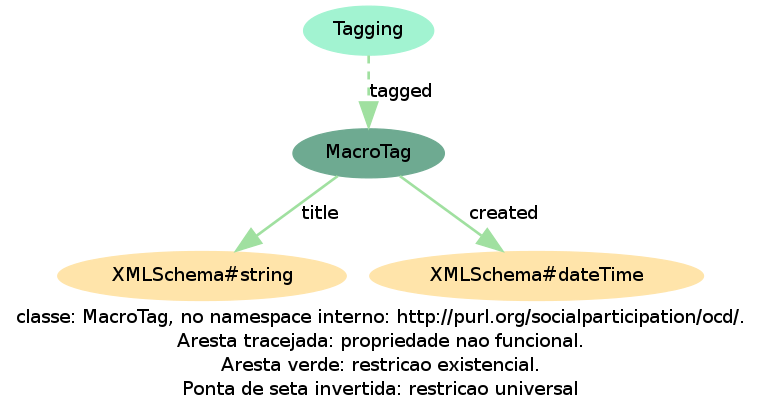 Tagging
tagged
MacroTag
title
created
XMLSchema#string
XMLSchema#dateTime
classe: MacroTag, no namespace interno: http://purl.org/socialparticipation/ocd/.
Aresta tracejada: propriedade nao funcional.
Aresta verde: restricao existencial.
Ponta de seta invertida: restricao universal